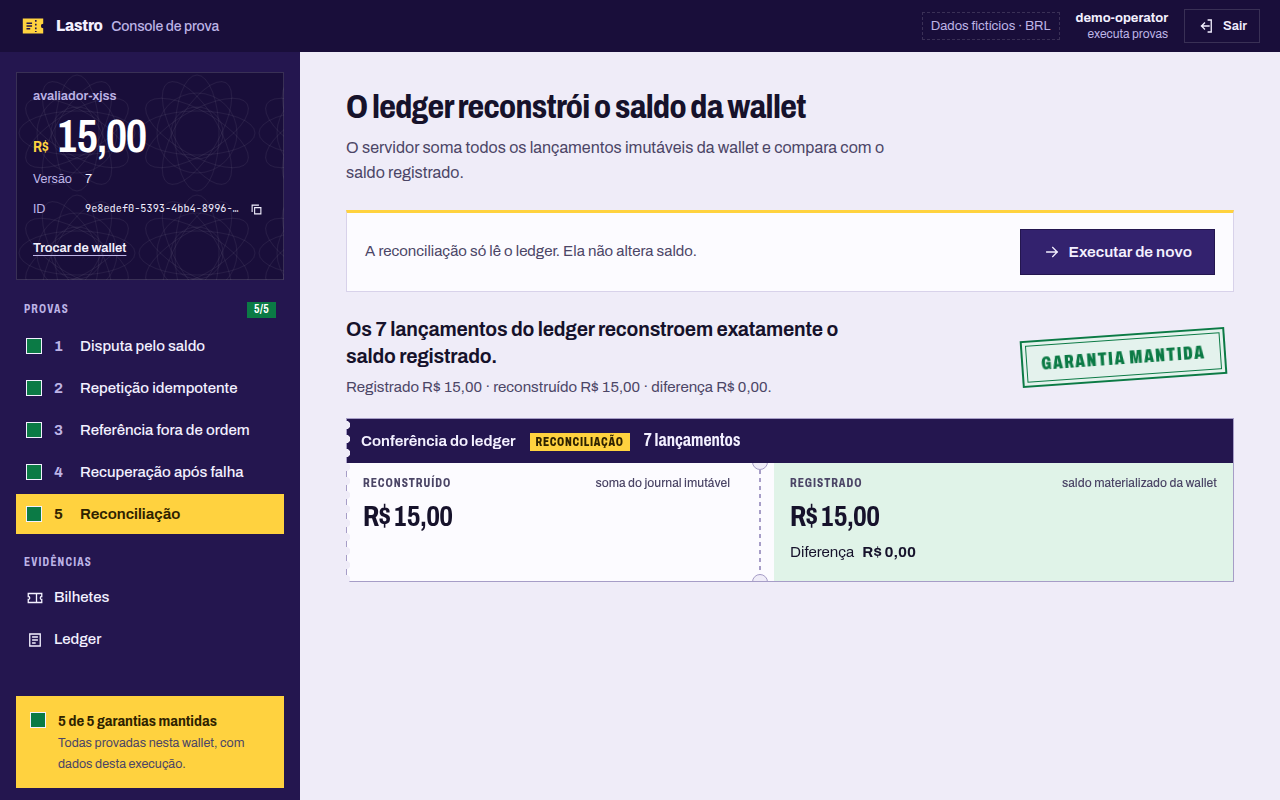 Lastro Console de prova
Dados fictícios · BRL
demo-operator
executa provas
Sair
avaliador-xjss
R$ 15,00
Versão 7
ID 9e8edef0-5393-4bb4-8996-…
Trocar de wallet
PROVAS 5/5
1 Disputa pelo saldo
2 Repetição idempotente
3 Referência fora de ordem
4 Recuperação após falha
5 Reconciliação
EVIDÊNCIAS
Bilhetes
Ledger
5 de 5 garantias mantidas
Todas provadas nesta wallet, com
dados desta execução.
O ledger reconstrói o saldo da wallet
O servidor soma todos os lançamentos imutáveis da wallet e compara com o
saldo registrado.
A reconciliação só lê o ledger. Ela não altera saldo.
Executar de novo
Os 7 lançamentos do ledger reconstroem exatamente o
saldo registrado.
Registrado R$ 15,00 · reconstruído R$ 15,00 · diferença R$ 0,00.
GARANTIA MANTIDA
Conferência do ledger RECONCILIAÇÃO 7 lançamentos
RECONSTRUÍDO soma do journal imutável
R$ 15,00
REGISTRADO saldo materializado da wallet
R$ 15,00
Diferença R$ 0,00